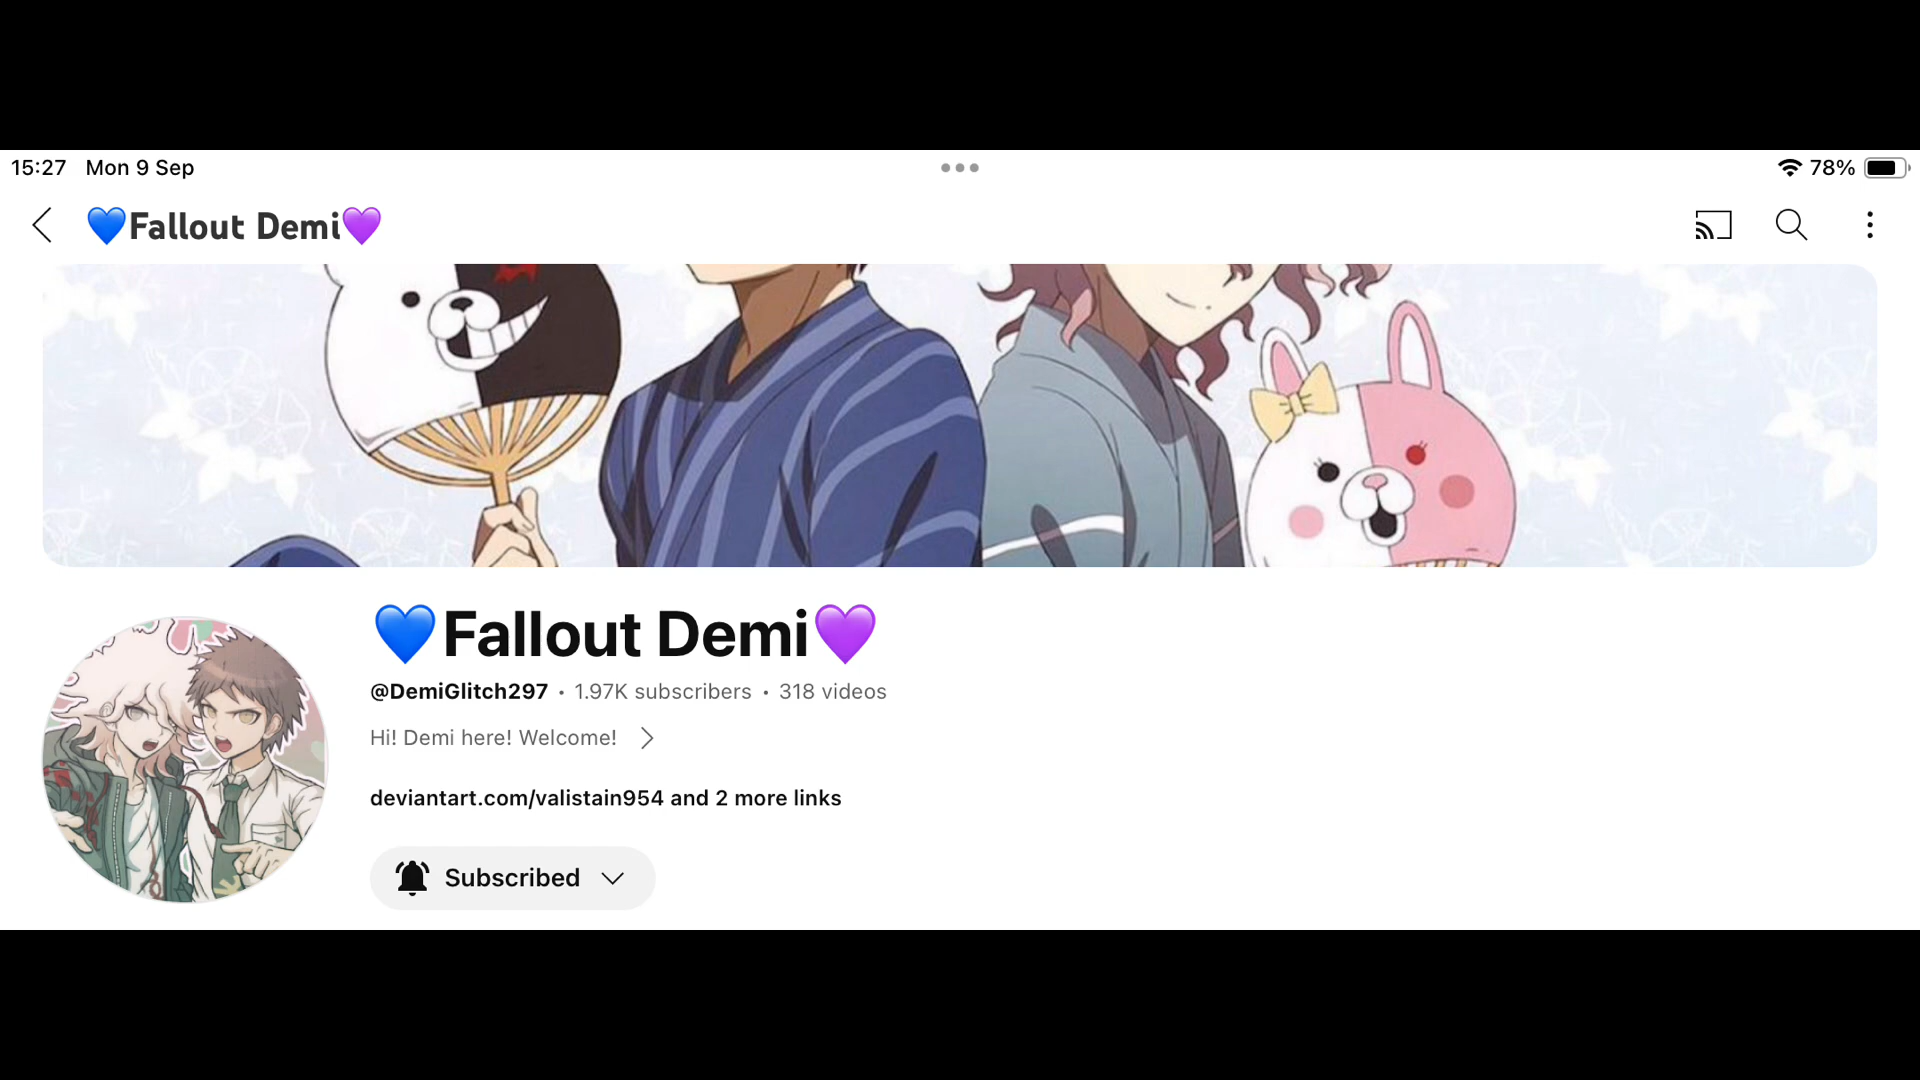 15:27 Mon 9 Sep
78%
💙Fallout Demi💜
💙Fallout Demi💜
@DemiGlitch297 • 1.97K subscribers • 318 videos
Hi! Demi here! Welcome!
deviantart.com/valistain954 and 2 more links
Subscribed